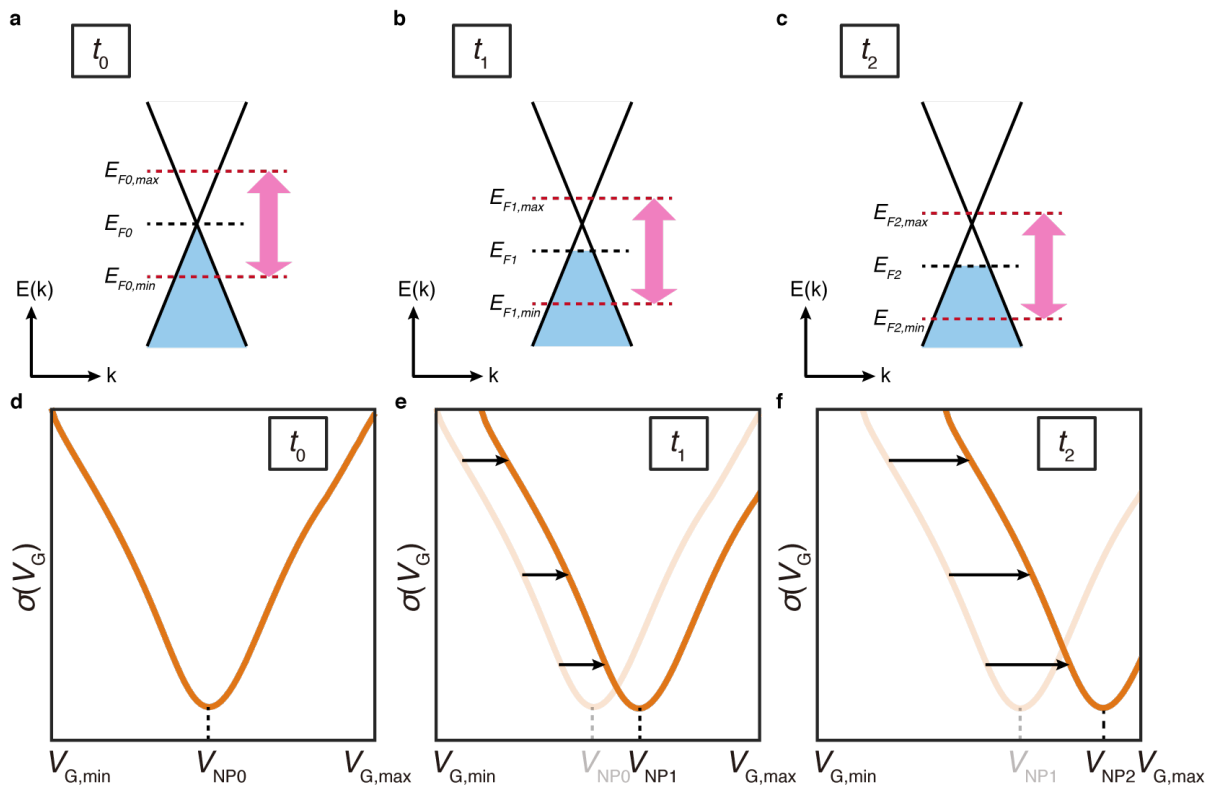 a
t0
EF0,max
EF0
EF0,min
E(k)
k
b
t1
EF1,max
EF1
EF1,min
E(k)
k
c
t2
EF2,max
EF2
EF2,min
E(k)
k
d
t0
σ(VG)
VG,min
VNP0
VG,max
e
t1
σ(VG)
VG,min
VNP0
VNP1
VG,max
f
t2
σ(VG)
VG,min
VNP1
VNP2
VG,max